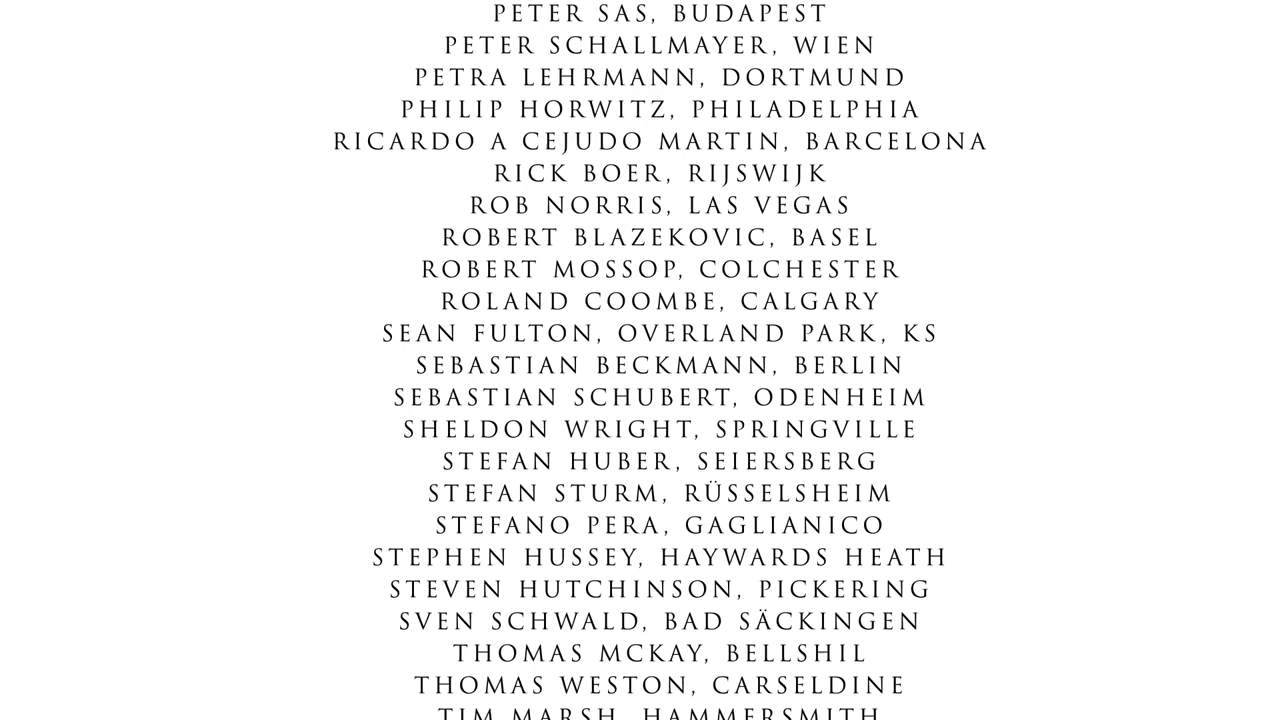 PETER SAS, BUDAPEST
PETER SCHALLMAYER, WIEN
PETRA LEHRMANN, DORTMUND
PHILIP HORWITZ, PHILADELPHIA
RICARDO A CEJUDO MARTIN, BARCELONA
RICK BOER, RIJSWIJK
ROB NORRIS, LAS VEGAS
ROBERT BLAZEKOVIC, BASEL
ROBERT MOSSOP, COLCHESTER
ROLAND COOMBE, CALGARY
SEAN FULTON, OVERLAND PARK, KS
SEBASTIAN BECKMANN, BERLIN
SEBASTIAN SCHUBERT, ODENHEIM
SHELDON WRIGHT, SPRINGVILLE
STEFAN HUBER, SEIERSBERG
STEFAN STURM, RÜSSELSHEIM
STEFANO PERA, GAGLIANICO
STEPHEN HUSSEY, HAYWARDS HEATH
STEVEN HUTCHINSON, PICKERING
SVEN SCHWALD, BAD SÄCKINGEN
THOMAS MCKAY, BELLSHIL
THOMAS WESTON, CARSELDINE
TIM MARSH, HAMMERSMITH